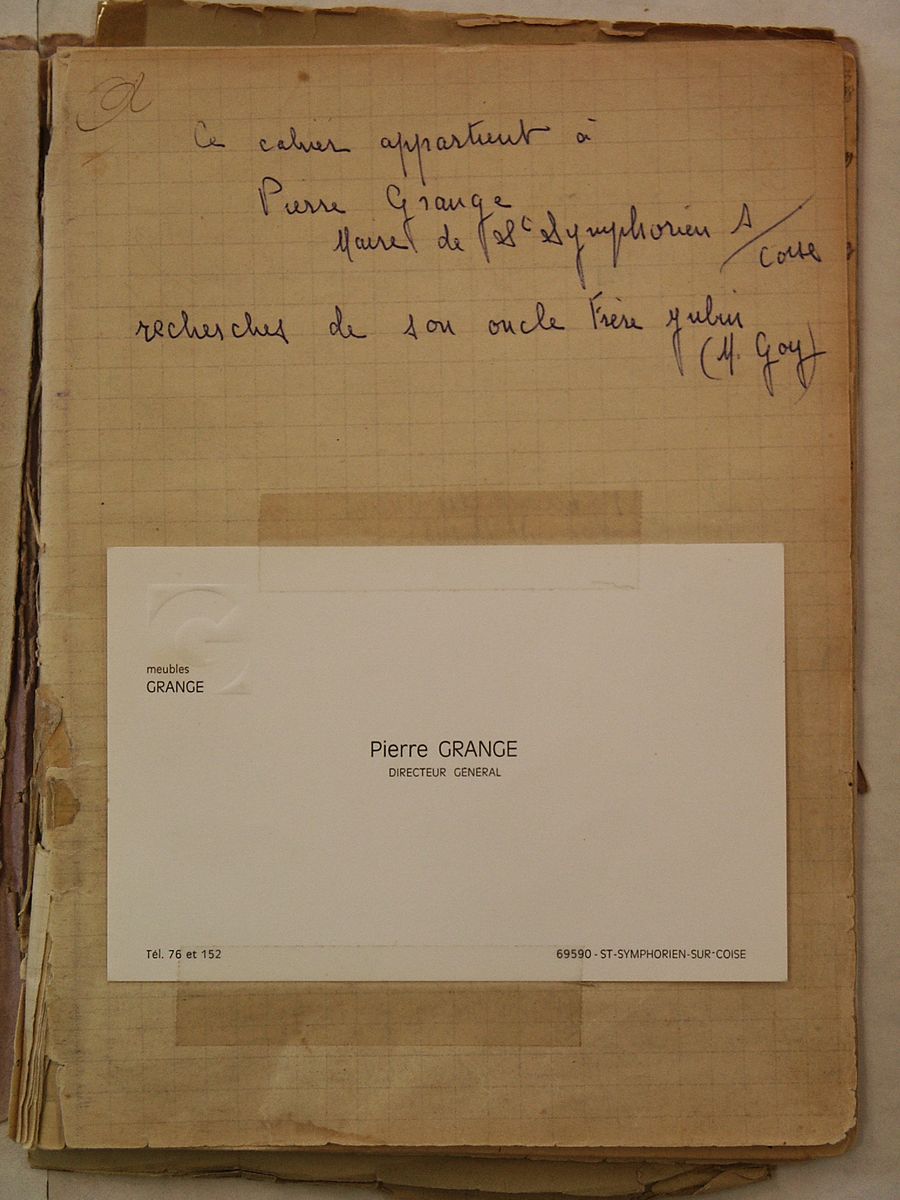 Ce cahier appartient à
Pierre Grange
Maire de St Symphorien s/
Coise
recherches de son oncle Frère Jubin
(M. Goy)
G
meubles
GRANGE
Pierre GRANGE
DIRECTEUR GENERAL
Tél. 76 et 152
69590 - ST-SYMPHORIEN-SUR-COISE